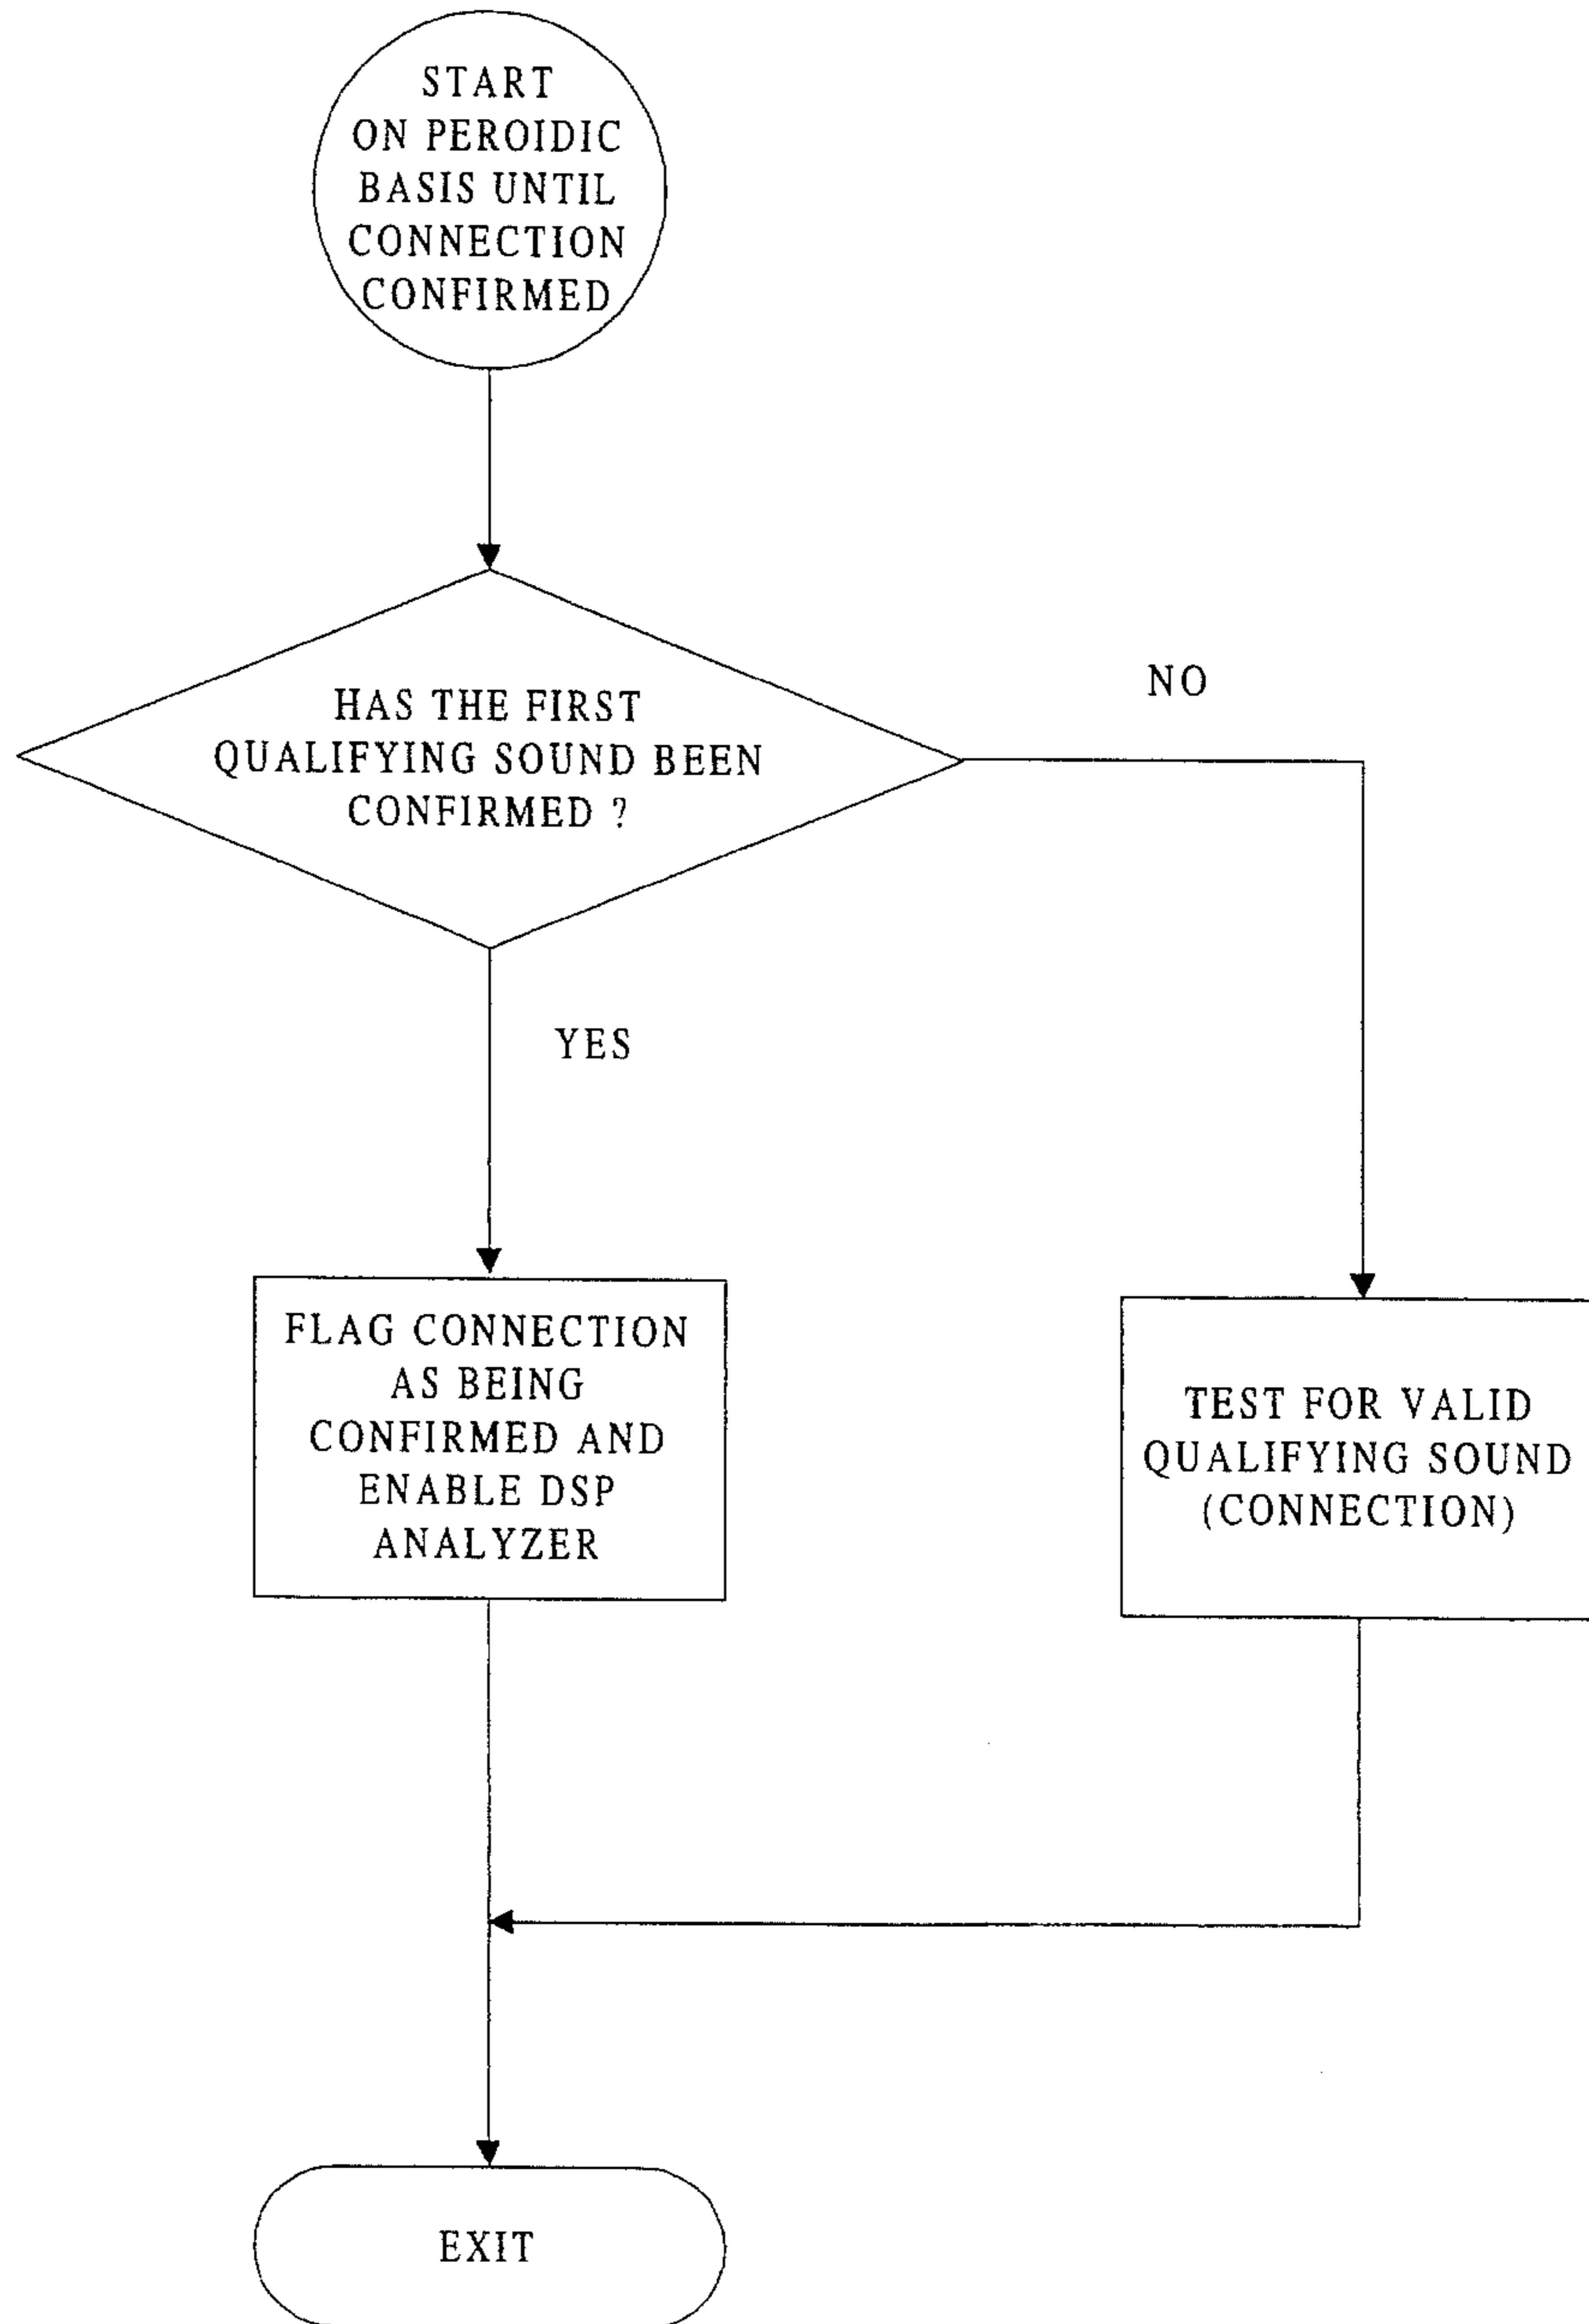 START
ON PEROIDIC
BASIS UNTIL
CONNECTION
CONFIRMED
HAS THE FIRST
QUALIFYING SOUND BEEN
CONFIRMED ?
NO
YES
FLAG CONNECTION
AS BEING
CONFIRMED AND
ENABLE DSP
ANALYZER
TEST FOR VALID
QUALIFYING SOUND
(CONNECTION)
EXIT